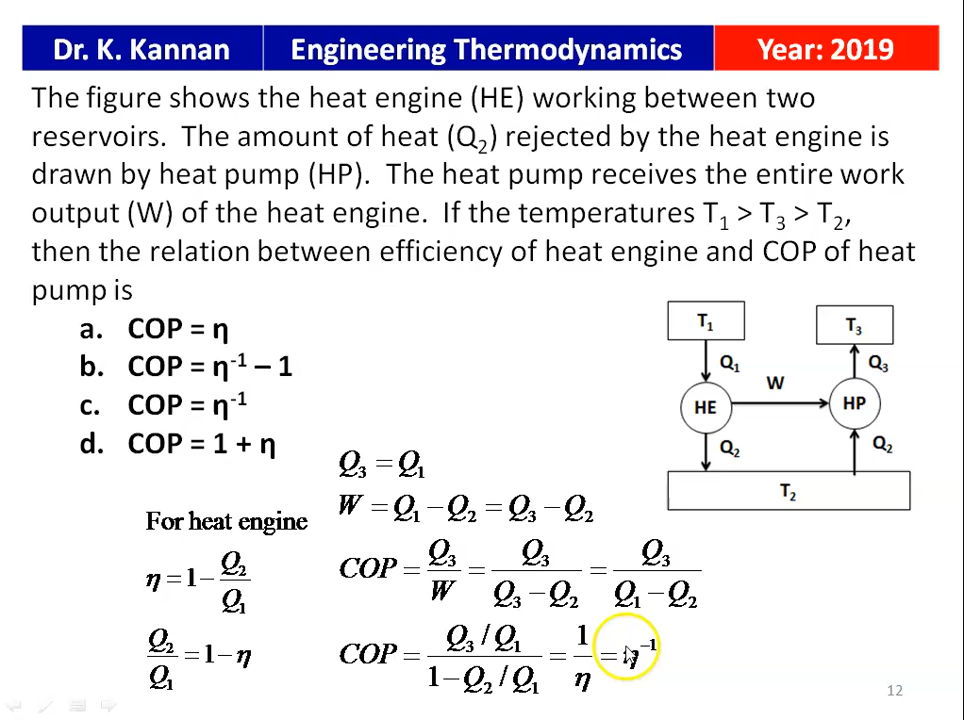 Dr. K. Kannan Engineering Thermodynamics Year: 2019
The figure shows the heat engine (HE) working between two
reservoirs. The amount of heat (Q₂) rejected by the heat engine is
drawn by heat pump (HP). The heat pump receives the entire work
output (W) of the heat engine. If the temperatures T₁ > T₃ > T₂,
then the relation between efficiency of heat engine and COP of heat
pump is
a. COP = η
b. COP = η⁻¹ – 1
c. COP = η⁻¹
d. COP = 1 + η
T₁ T₃
Q₁ Q₃
W
HE HP
Q₂ Q₂
T₂
For heat engine
η = 1 − Q₂/Q₁
Q₂/Q₁ = 1 − η
Q₃ = Q₁
W = Q₁ − Q₂ = Q₃ − Q₂
COP = Q₃/W = Q₃/(Q₃ − Q₂) = Q₃/(Q₁ − Q₂)
COP = (Q₃ / Q₁)/(1 − Q₂ / Q₁) = 1/η = η⁻¹
12